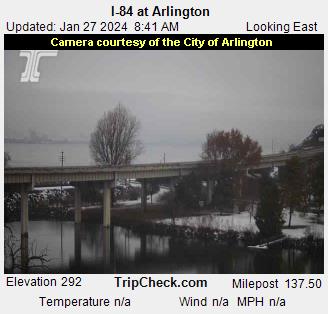 I-84 at Arlington
Updated: Jan 27 2024 8:41 AM Looking East
Camera courtesy of the City of Arlington
Elevation 292 TripCheck.com Milepost 137.50
Temperature n/a Wind n/a MPH n/a